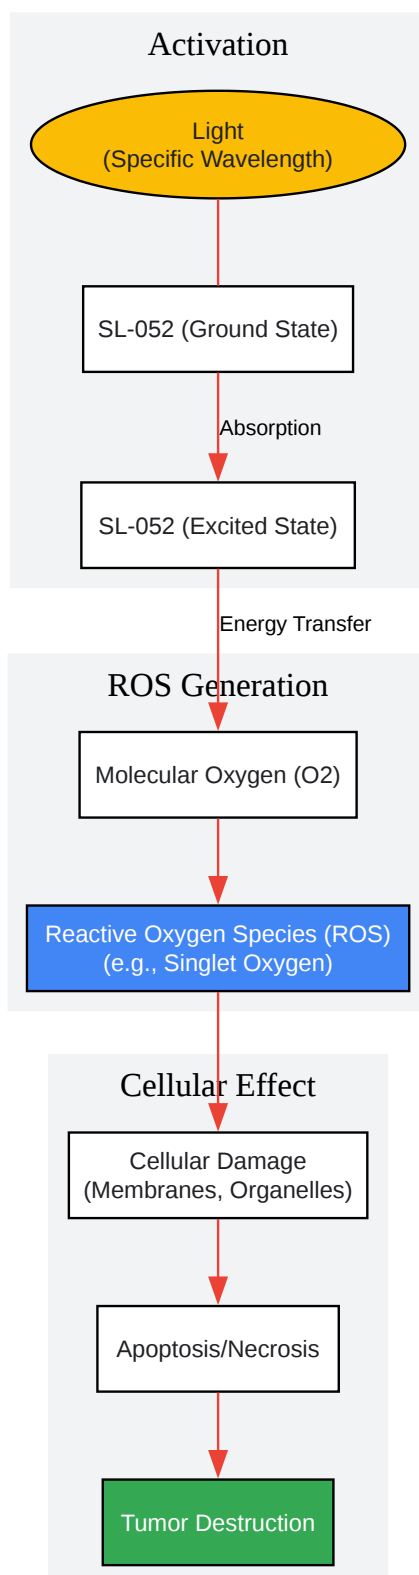 Activation
Light
(Specific Wavelength)
SL-052 (Ground State)
Absorption
SL-052 (Excited State)
Energy Transfer
ROS Generation
Molecular Oxygen (O2)
Reactive Oxygen Species (ROS)
(e.g., Singlet Oxygen)
Cellular Effect
Cellular Damage
(Membranes, Organelles)
Apoptosis/Necrosis
Tumor Destruction